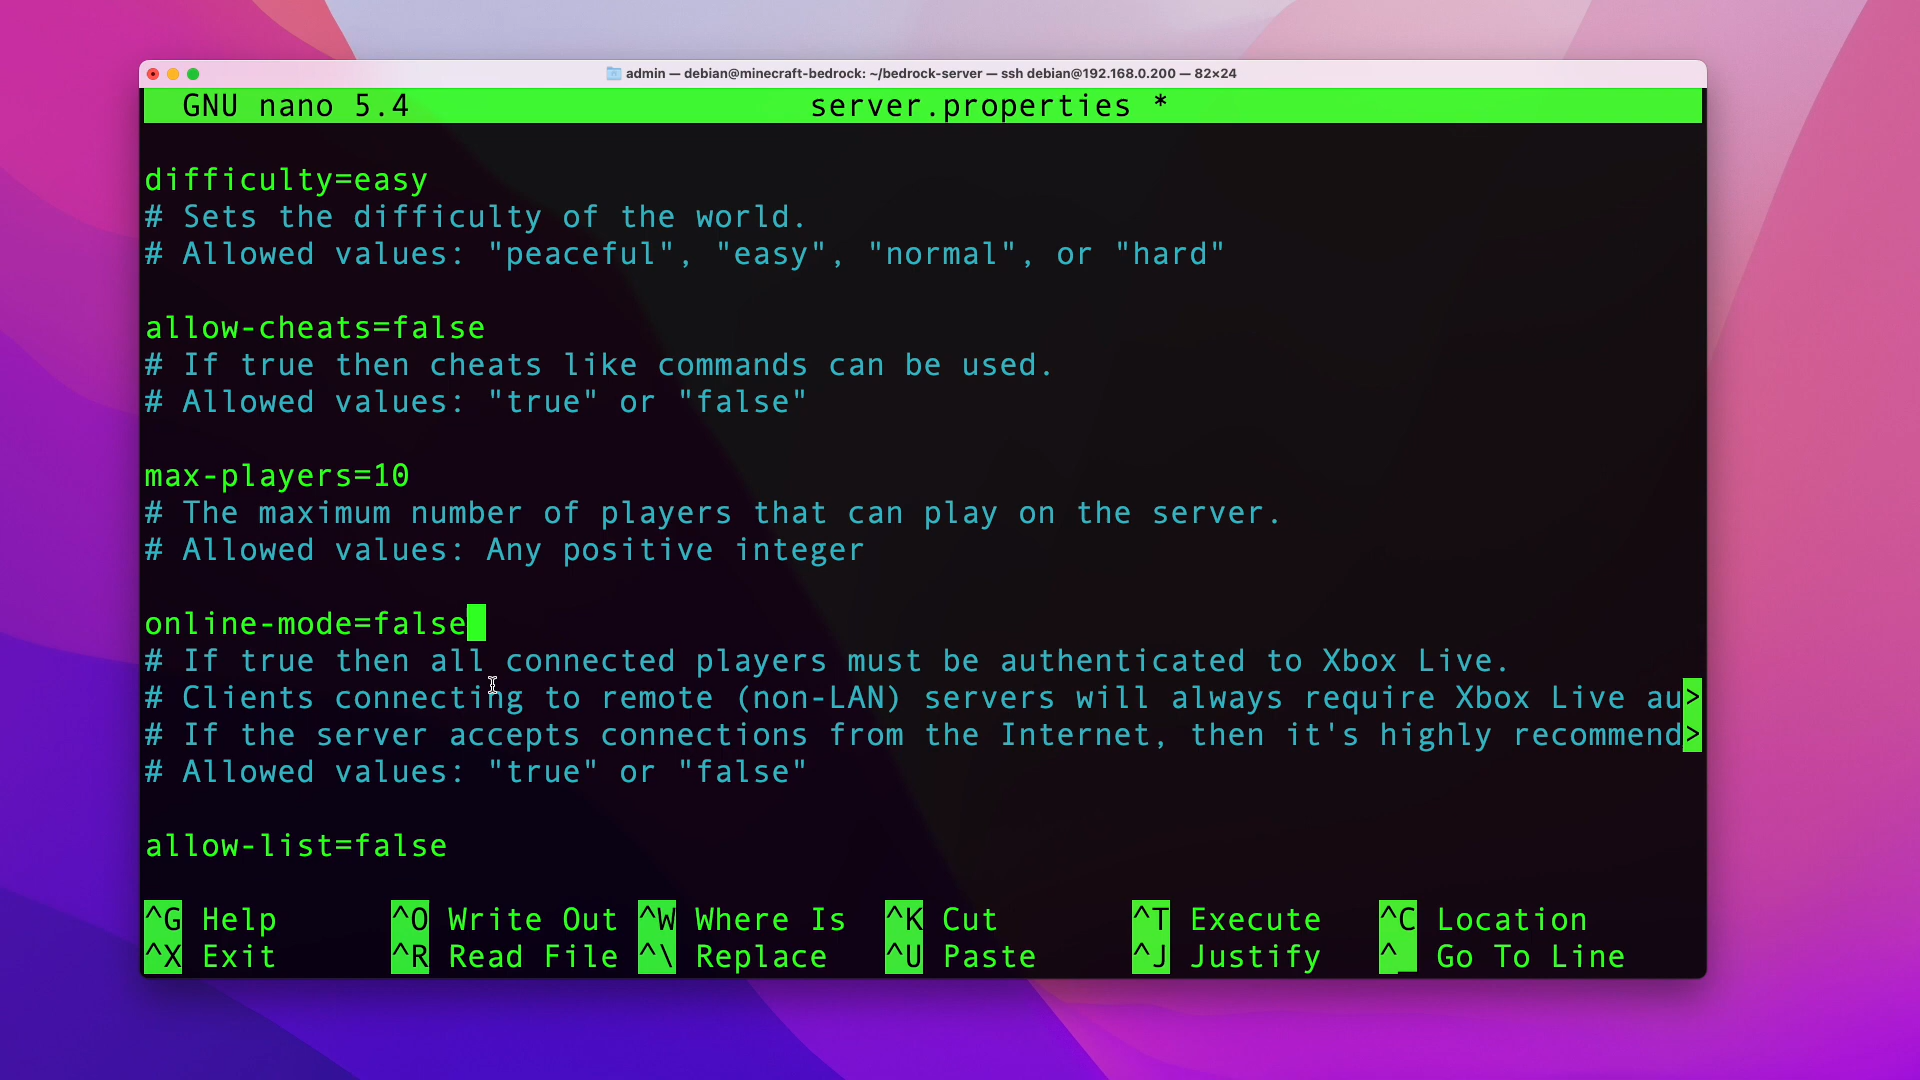 admin — debian@minecraft-bedrock: ~/bedrock-server — ssh debian@192.168.0.200 — 82×24
GNU nano 5.4 server.properties *
difficulty=easy
# Sets the difficulty of the world.
# Allowed values: "peaceful", "easy", "normal", or "hard"
allow-cheats=false
# If true then cheats like commands can be used.
# Allowed values: "true" or "false"
max-players=10
# The maximum number of players that can play on the server.
# Allowed values: Any positive integer
online-mode=false
# If true then all connected players must be authenticated to Xbox Live.
# Clients connecting to remote (non-LAN) servers will always require Xbox Live au>
# If the server accepts connections from the Internet, then it's highly recommend>
# Allowed values: "true" or "false"
allow-list=false
^G Help ^O Write Out ^W Where Is ^K Cut ^T Execute ^C Location
^X Exit ^R Read File ^\ Replace ^U Paste ^J Justify ^_ Go To Line